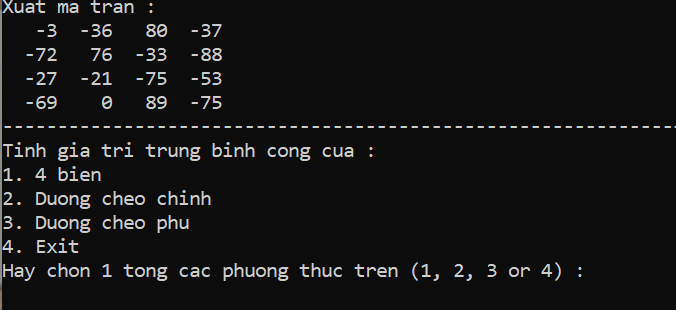 Xuat ma tran :
-3 -36 80 -37
-72 76 -33 -88
-27 -21 -75 -53
-69 0 89 -75
-------------------------------------------------------------
Tinh gia tri trung binh cong cua :
1. 4 bien
2. Duong cheo chinh
3. Duong cheo phu
4. Exit
Hay chon 1 tong cac phuong thuc tren (1, 2, 3 or 4) :